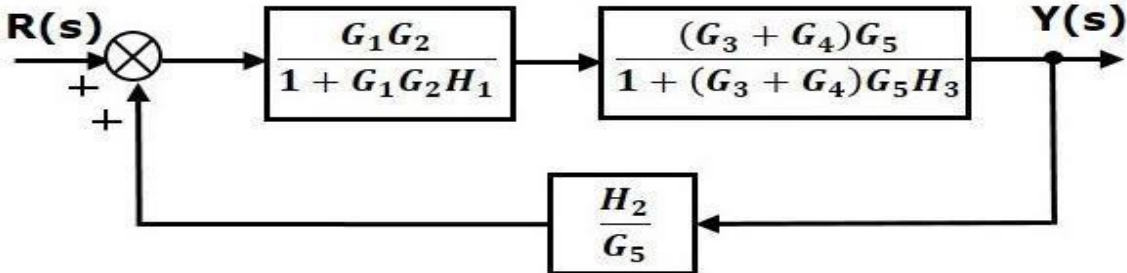 R(s)
+
+
G₁G₂
1 + G₁G₂H₁
(G₃ + G₄)G₅
1 + (G₃ + G₄)G₅H₃
Y(s)
H₂
G₅